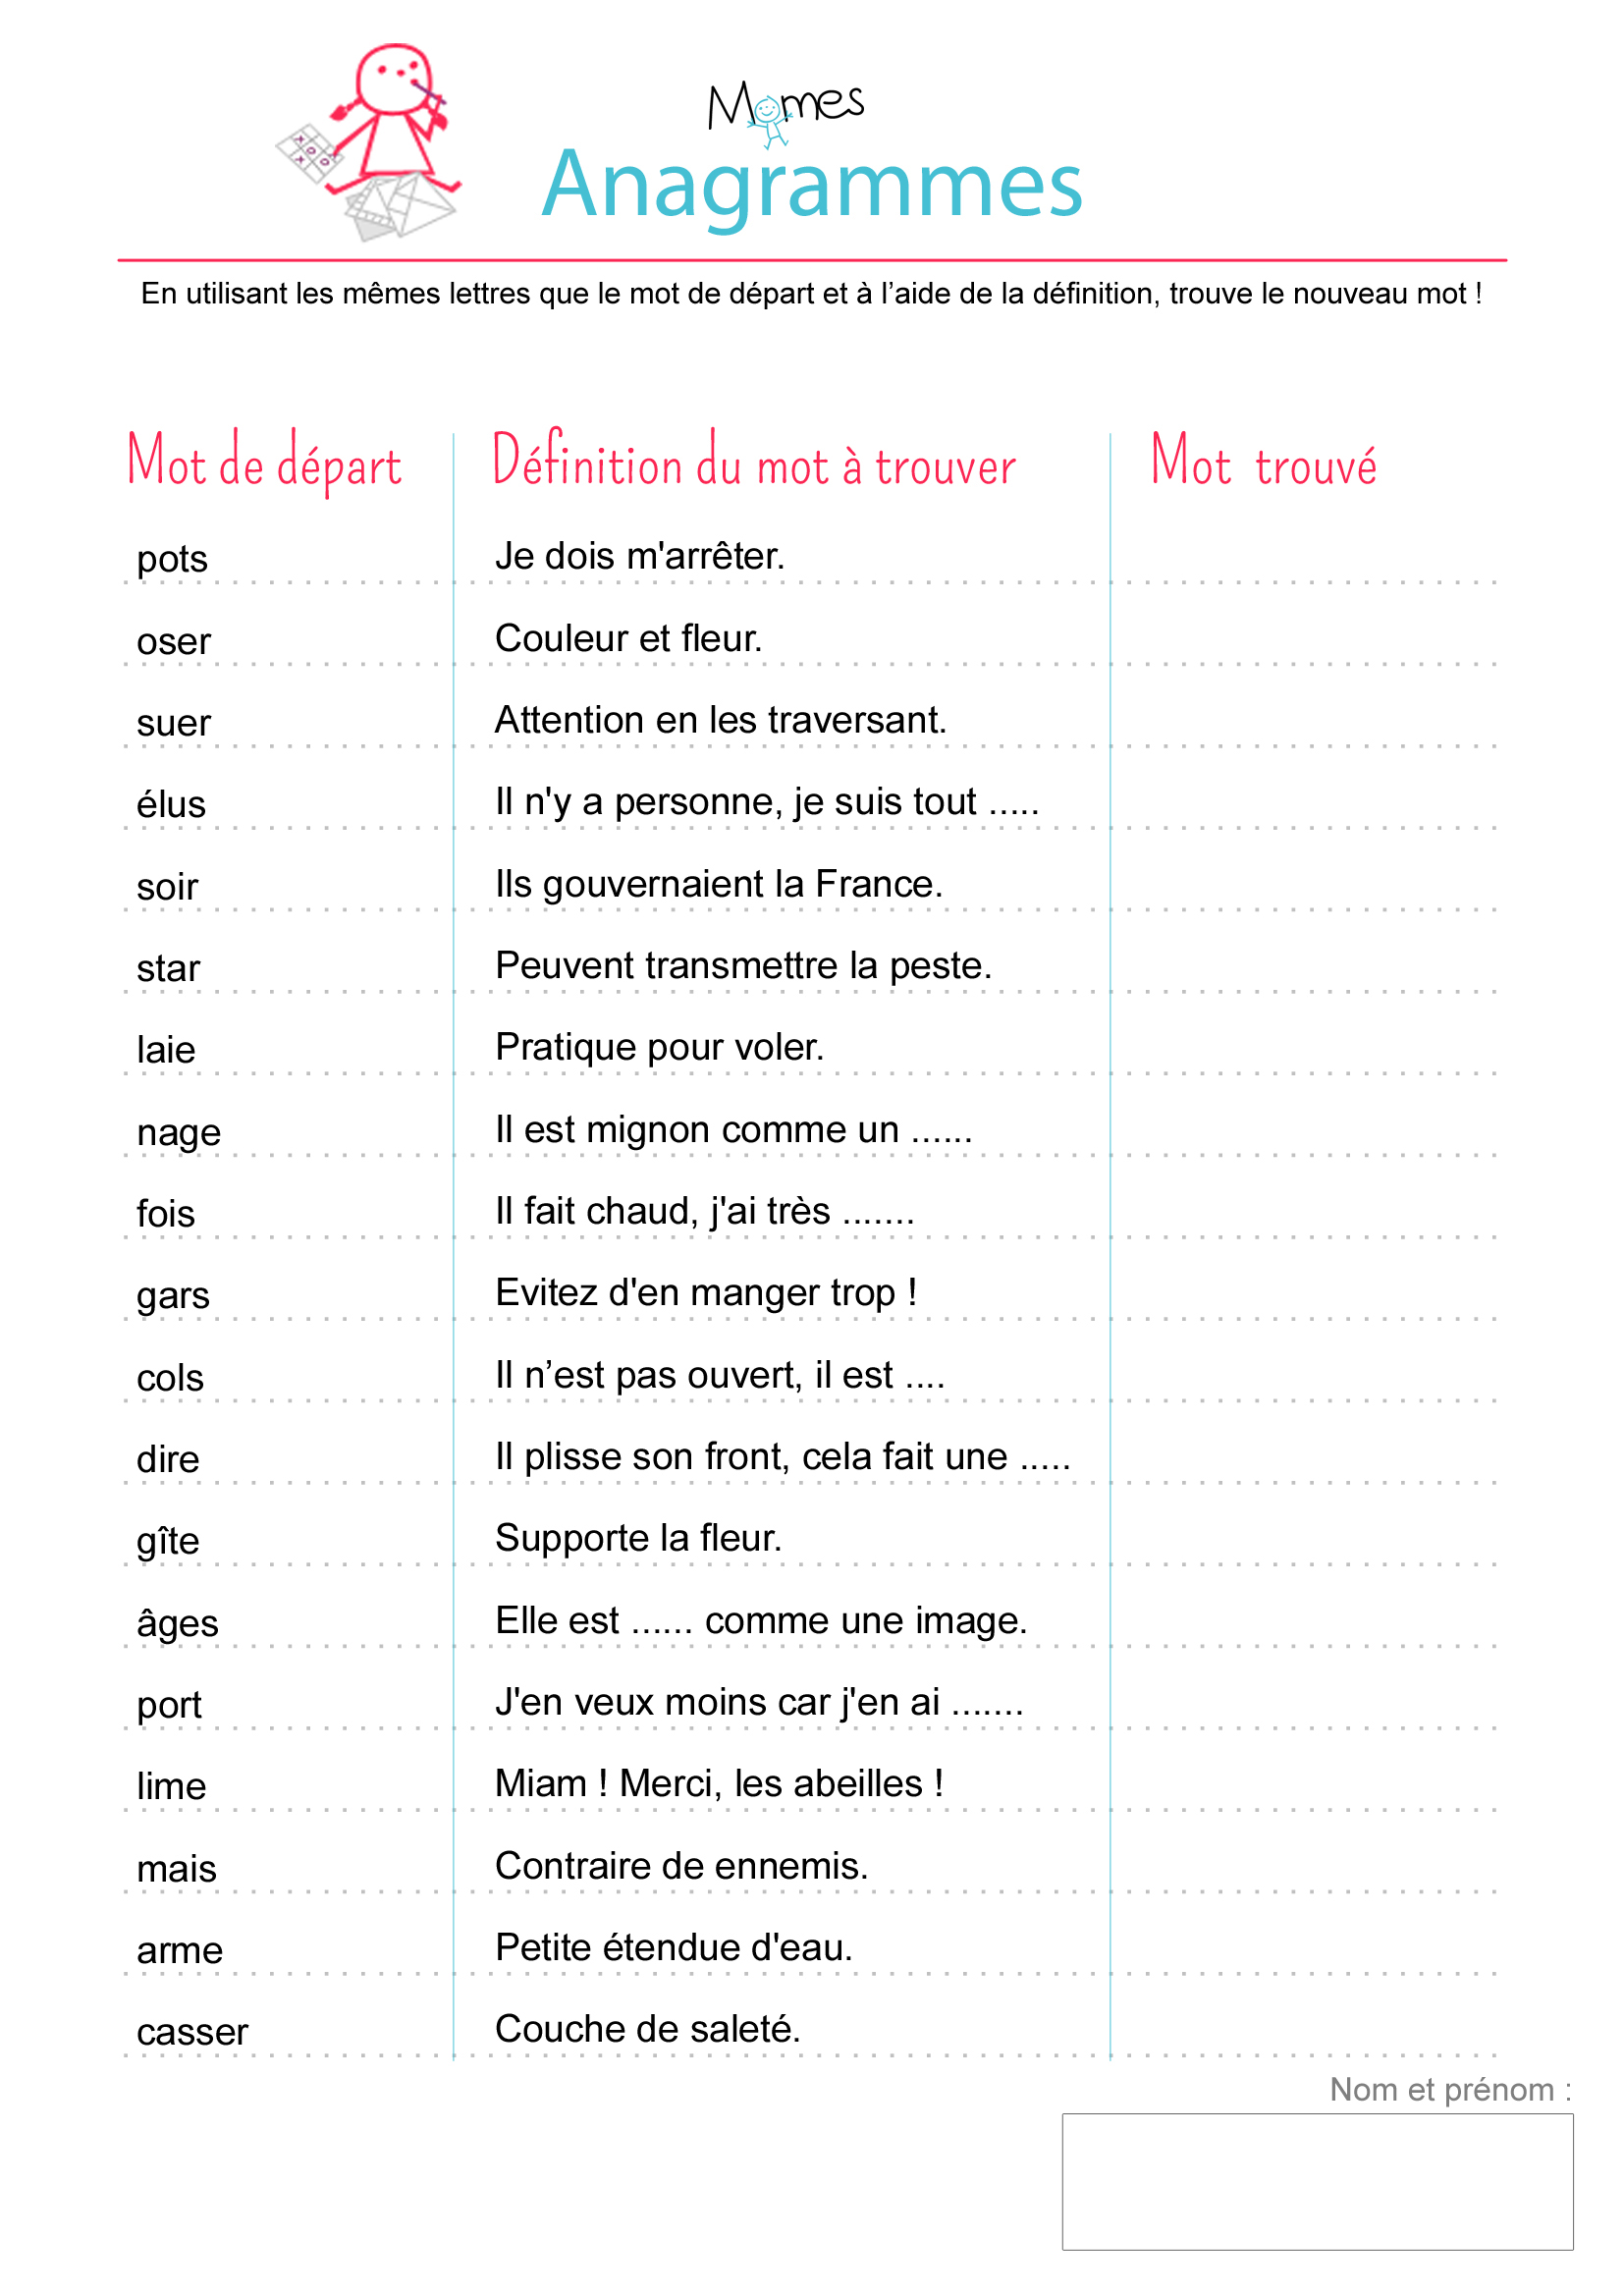 Momes
Anagrammes
En utilisant les mêmes lettres que le mot de départ et à l’aide de la définition, trouve le nouveau mot !
Mot de départ Définition du mot à trouver Mot trouvé
pots Je dois m'arrêter.
oser Couleur et fleur.
suer Attention en les traversant.
élus Il n'y a personne, je suis tout .....
soir Ils gouvernaient la France.
star Peuvent transmettre la peste.
laie Pratique pour voler.
nage Il est mignon comme un ......
fois Il fait chaud, j'ai très .......
gars Evitez d'en manger trop !
cols Il n’est pas ouvert, il est ....
dire Il plisse son front, cela fait une .....
gîte Supporte la fleur.
âges Elle est ...... comme une image.
port J'en veux moins car j'en ai .......
lime Miam ! Merci, les abeilles !
mais Contraire de ennemis.
arme Petite étendue d'eau.
casser Couche de saleté.
Nom et prénom :